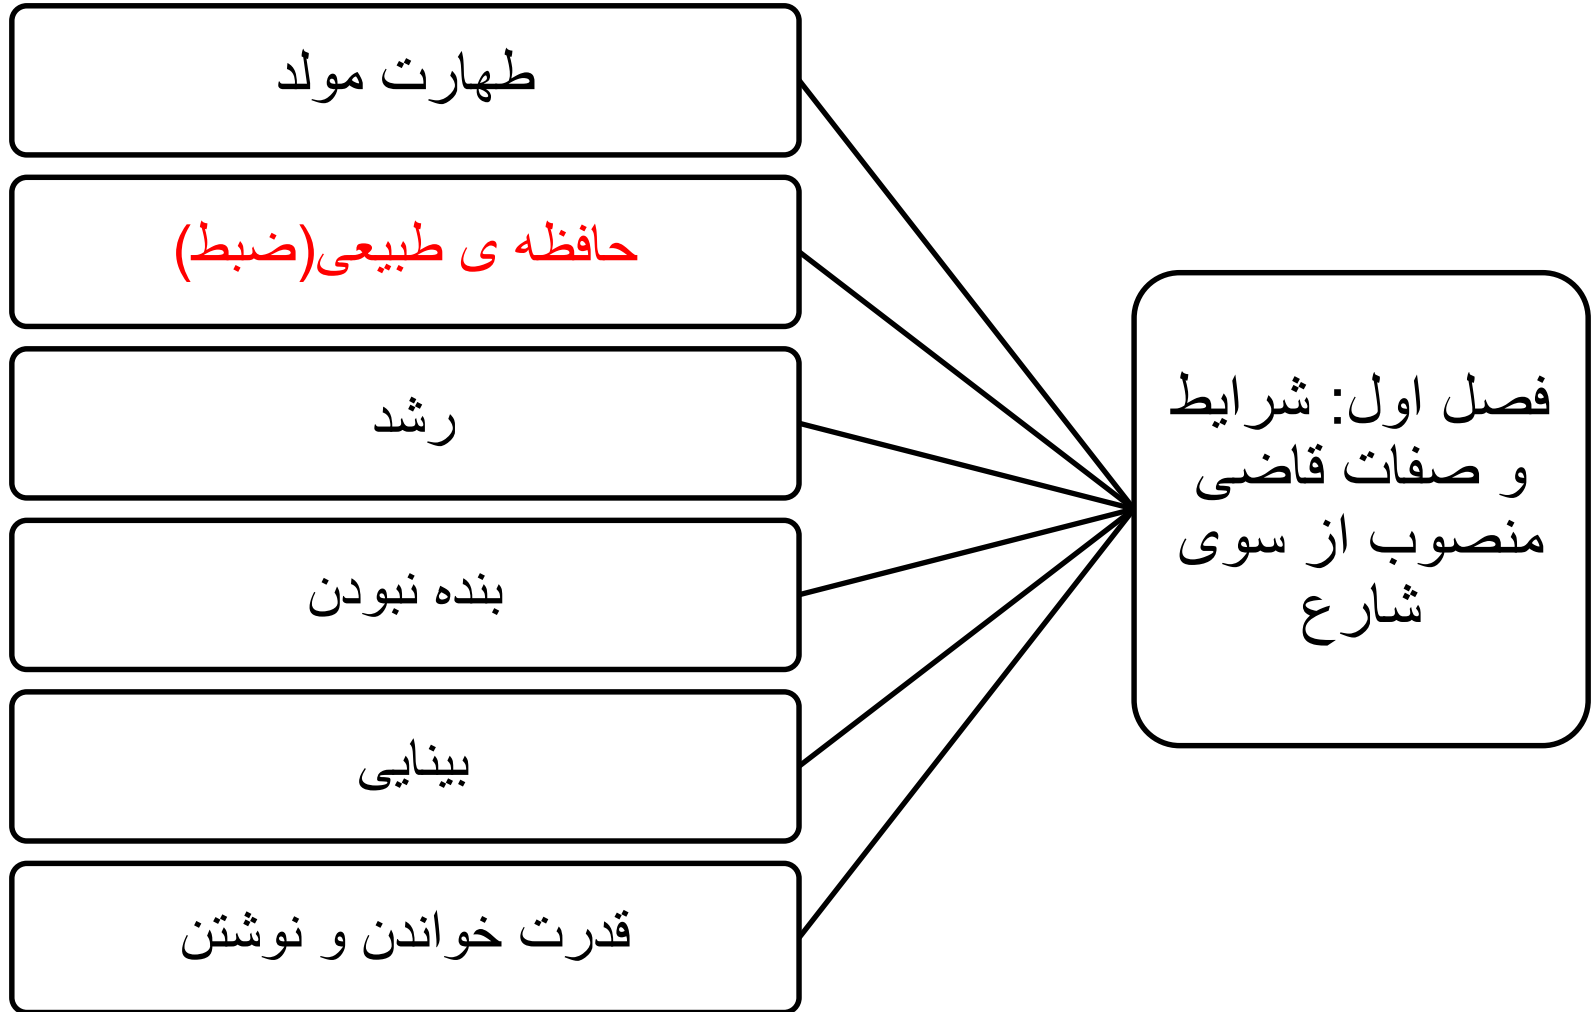 فصل اول: شرایط
و صفات قاضی
منصوب از سوی
شارع
طهارت مولد
حافظه ی طبیعی(ضبط)
رشد
بنده نبودن
بینایی
قدرت خواندن و نوشتن